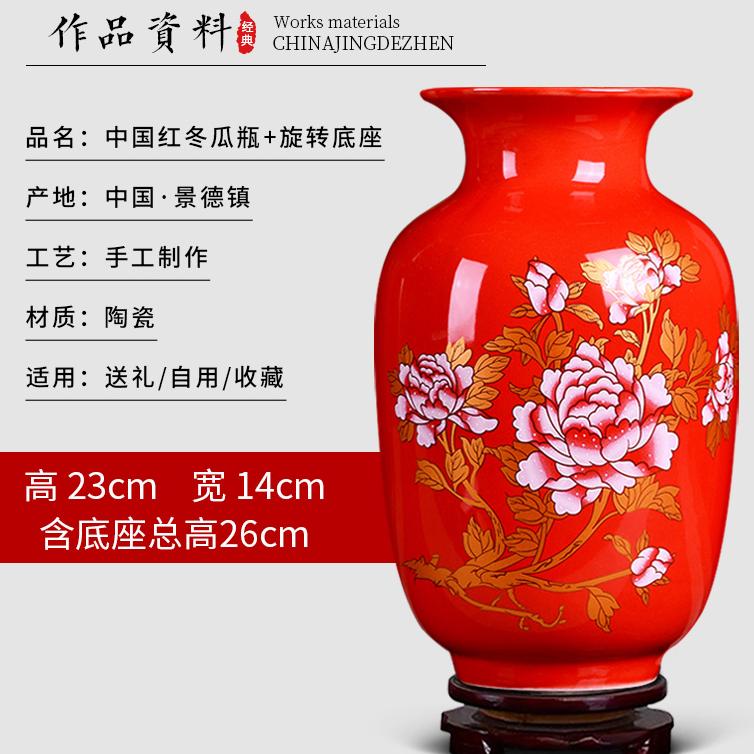 作品資料
经典
Works materials
CHINAJINGDEZHEN
品名：中国红冬瓜瓶+旋转底座
产地：中国·景德镇
工艺：手工制作
材质：陶瓷
适用：送礼/自用/收藏
高 23cm 宽 14cm
含底座总高26cm